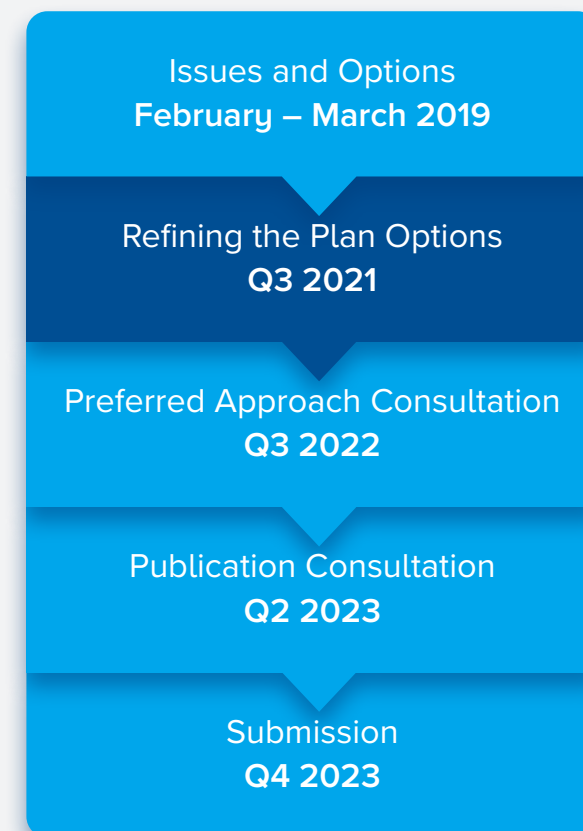 Issues and Options
February – March 2019
Refining the Plan Options
Q3 2021
Preferred Approach Consultation
Q3 2022
Publication Consultation
Q2 2023
Submission
Q4 2023